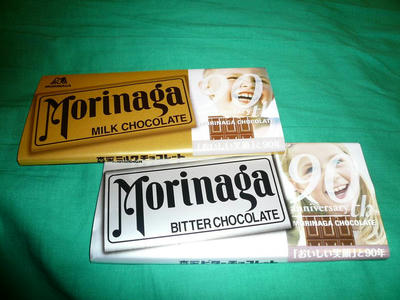 MORINAGA
Morinaga
MILK CHOCOLATE
90th
MORINAGA CHOCOLATE
「おいしい笑顔」と90年
森永ミルクチョコレート
Morinaga
BITTER CHOCOLATE
90th
anniversary
MORINAGA CHOCOLATE
「おいしい笑顔」と90年
森永ビターチョコレート